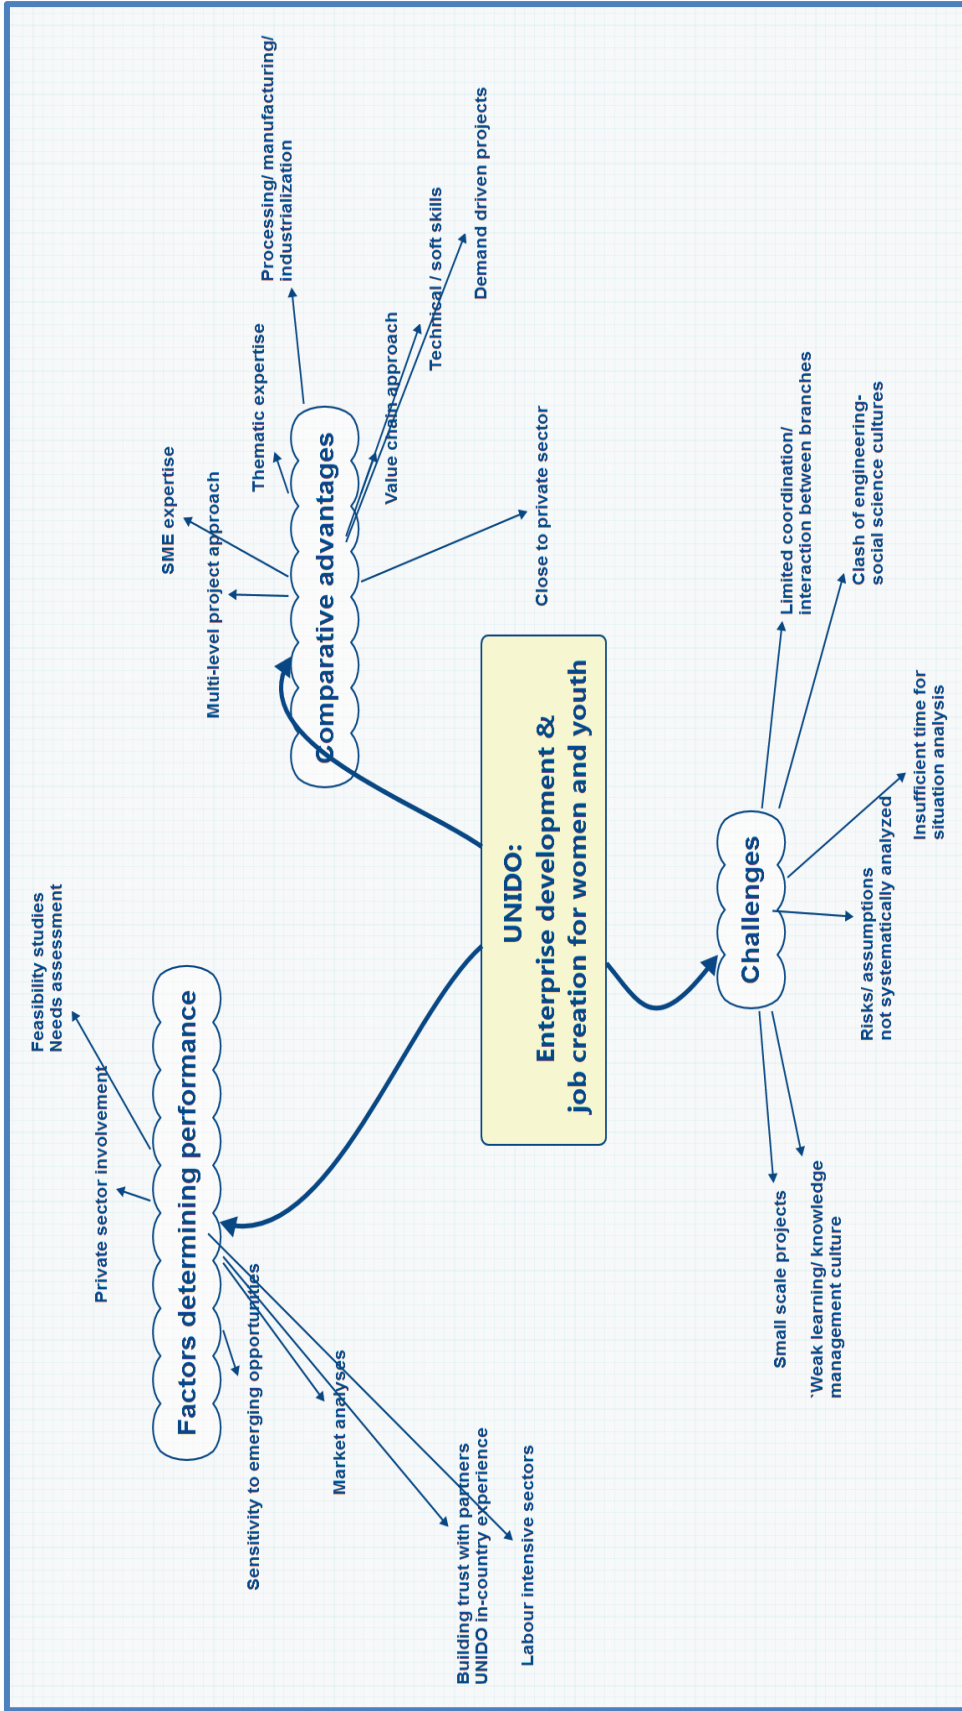 UNIDO:
Enterprise development &
job creation for women and youth
Factors determining performance
Feasibility studies
Needs assessment
Private sector involvement
Sensitivity to emerging opportunities
Market analyses
Building trust with partners
UNIDO in-country experience
Labour intensive sectors
Comparative advantages
SME expertise
Multi-level project approach
Thematic expertise
Processing/ manufacturing/
industrialization
Value chain approach
Technical / soft skills
Demand driven projects
Close to private sector
Challenges
Limited coordination/
interaction between branches
Clash of engineering-
social science cultures
Insufficient time for
situation analysis
Risks/ assumptions
not systematically analyzed
Small scale projects
`Weak learning/ knowledge
management culture